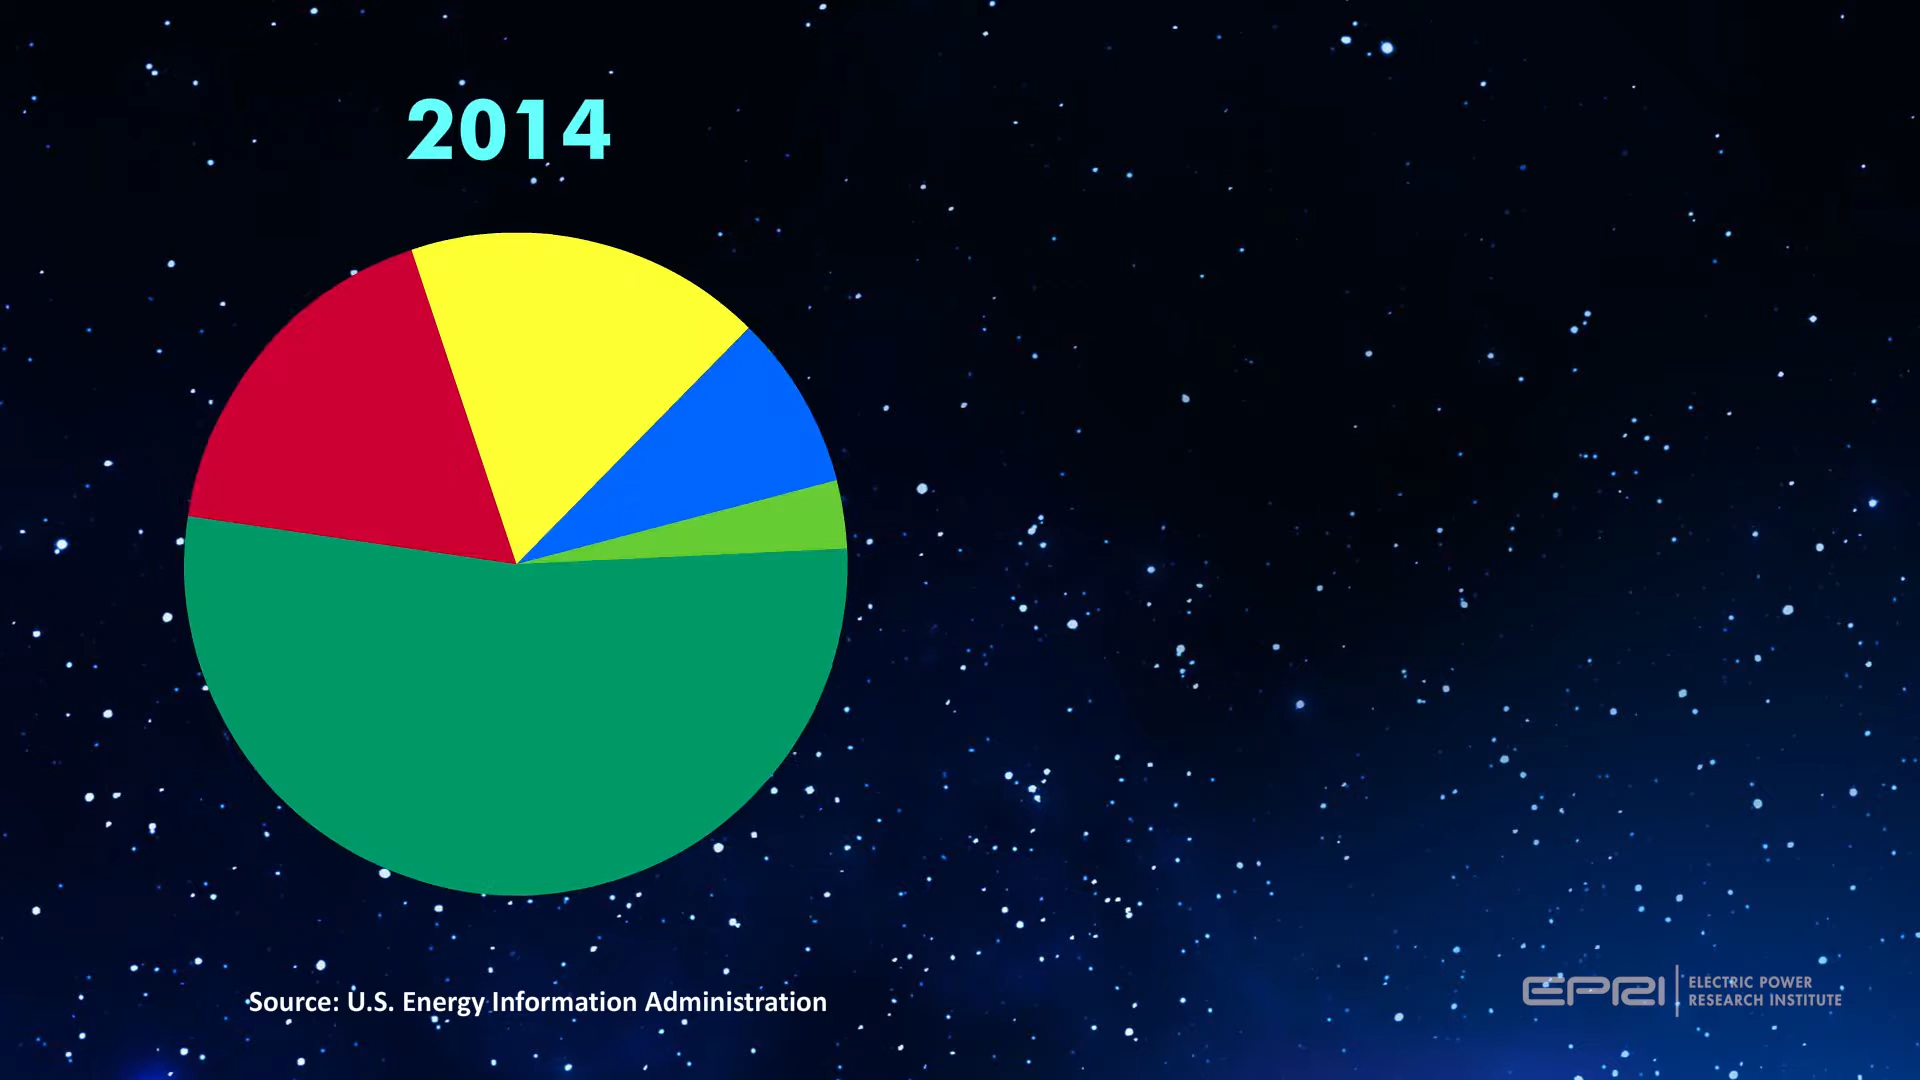 2014
Source: U.S. Energy Information Administration
EPRI
ELECTRIC POWER
RESEARCH INSTITUTE